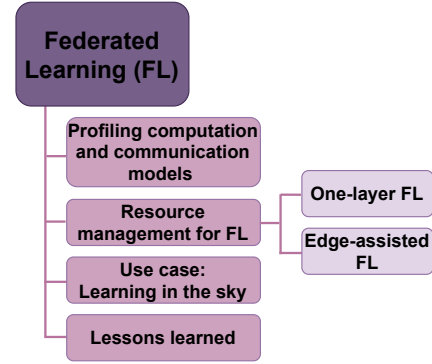 Federated
Learning (FL)
Profiling computation
and communication
models
Resource
management for FL
One-layer FL
Edge-assisted
FL
Use case:
Learning in the sky
Lessons learned